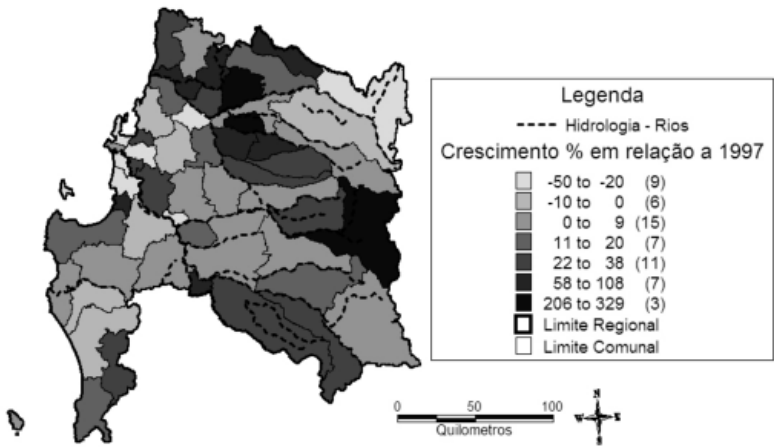 Legenda
Hidrologia - Rios
Crescimento % em relação a 1997
-50 to -20 (9)
-10 to 0 (6)
0 to 9 (15)
11 to 20 (7)
22 to 38 (11)
58 to 108 (7)
206 to 329 (3)
Limite Regional
Limite Comunal
0 50 100
Quilometros
N
W E
S